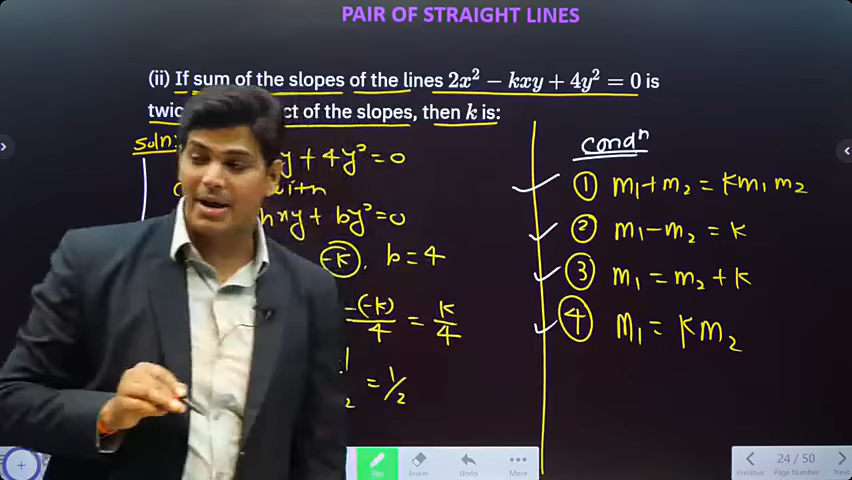 PAIR OF STRAIGHT LINES
(ii) If sum of the slopes of the lines 2x² − kxy + 4y² = 0 is
twic ct of the slopes, then k is:
soln:
y + 4y² = 0
with
hxy + by² = 0
-k, b = 4
= -(-k)/4 = k/4
= 1/2
condⁿ
① m₁+m₂ = km₁m₂
② m₁−m₂ = k
③ m₁ = m₂ + k
④ m₁ = km₂
Eraser
Undo
More
Previous
24 / 50
Page Number
Next